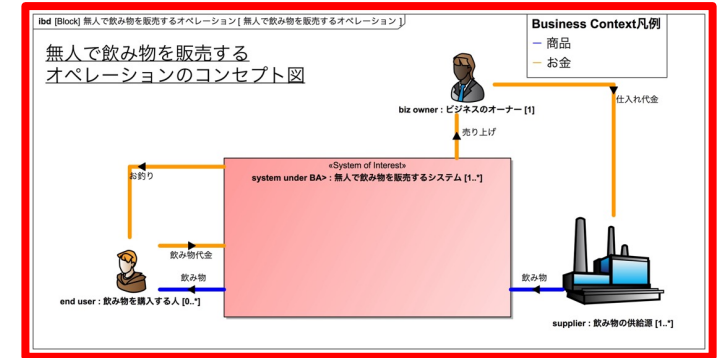 ibd [Block] 無人で飲み物を販売するオペレーション [ 無人で飲み物を販売するオペレーション ]
無人で飲み物を販売する
オペレーションのコンセプト図
Business Context凡例
商品
お金
biz owner : ビジネスのオーナー [1]
仕入れ代金
売り上げ
«System of Interest»
system under BA> : 無人で飲み物を販売するシステム [1..*]
お釣り
飲み物代金
飲み物
end user : 飲み物を購入する人 [0..*]
飲み物
supplier : 飲み物の供給源 [1..*]